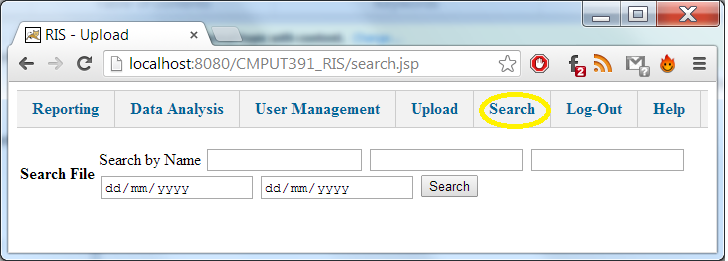 RIS - Upload
localhost:8080/CMPUT391_RIS/search.jsp
f 2 ?
Reporting Data Analysis User Management Upload Search Log-Out Help
Search by Name
Search File
dd/mm/yyyy dd/mm/yyyy Search